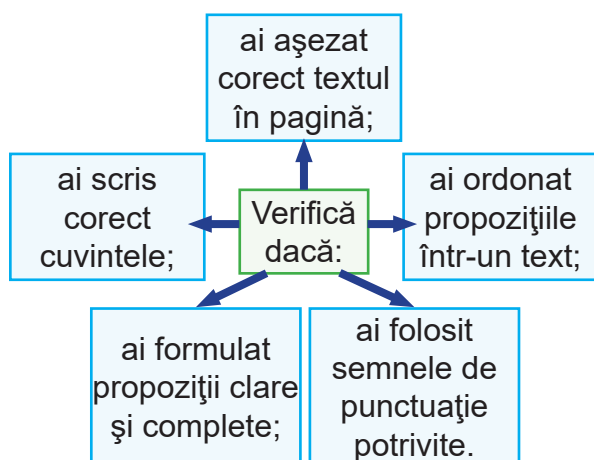 ai aşezat
corect textul
în pagină;
ai scris
corect
cuvintele;
Verifică
dacă:
ai ordonat
propoziţiile
într-un text;
ai formulat
propoziţii clare
şi complete;
ai folosit
semnele de
punctuaţie
potrivite.